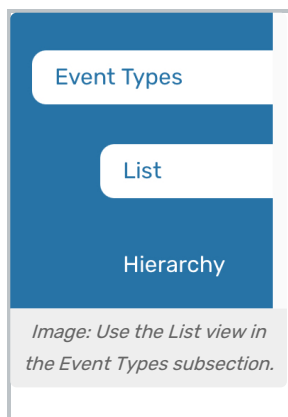 Event Types
List
Hierarchy
Image: Use the List view in
the Event Types subsection.